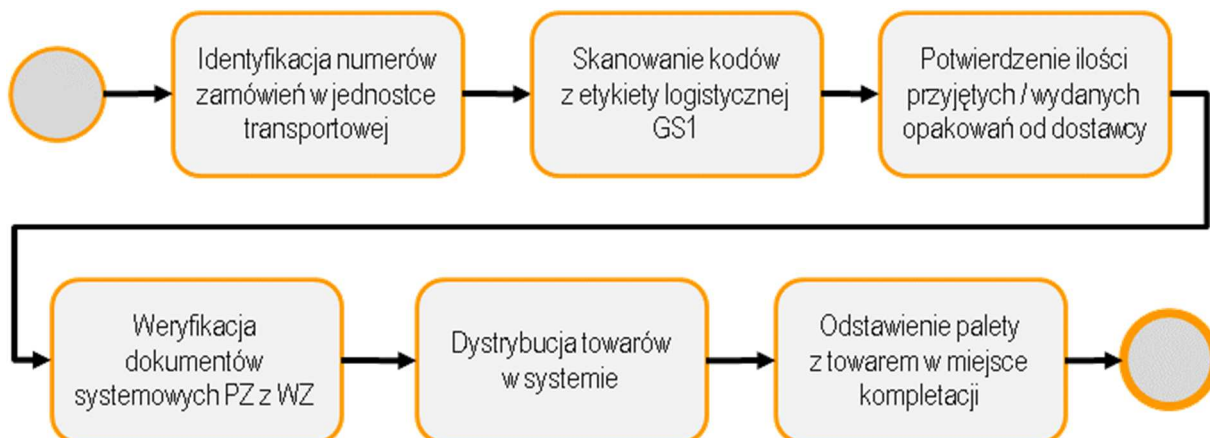 Identyfikacja numerów
zamówień w jednostce
transportowej
Skanowanie kodów
z etykiety logistycznej
GS1
Potwierdzenie ilości
przyjętych / wydanych
opakowań od dostawcy
Weryfikacja
dokumentów
systemowych PZ z WZ
Dystrybucja towarów
w systemie
Odstawienie palety
z towarem w miejsce
kompletacji